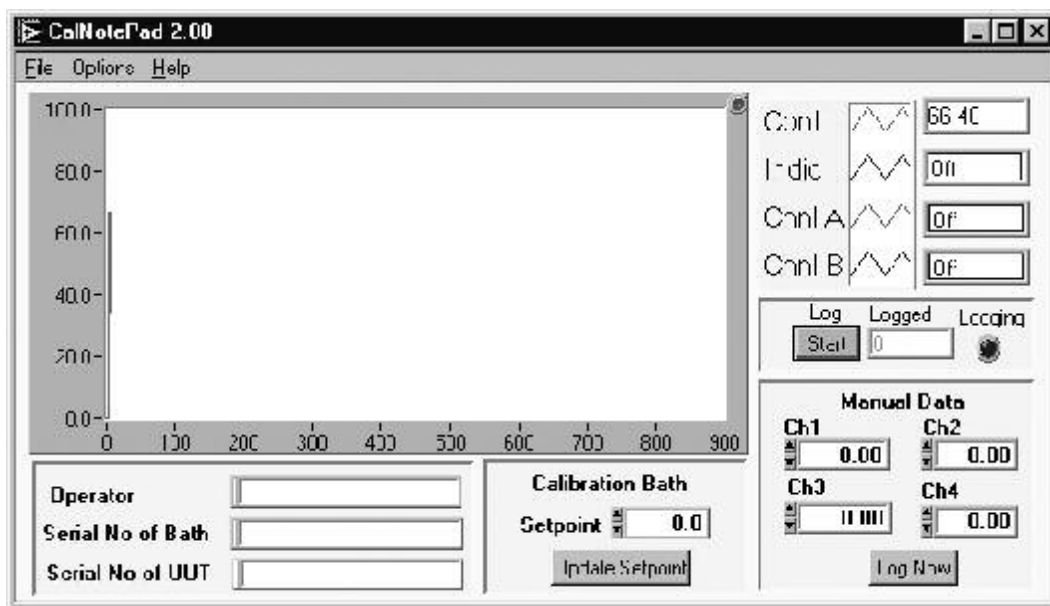 CalNotePad 2.00
File Options Help
100.0
80.0
60.0
40.0
20.0
0.0
0 100 200 300 400 500 600 700 800 900
Cont 66.40
Indic Off
Chnl A Off
Chnl B Off
Log Logged Logging
Start 0
Manual Data
Ch1 Ch2
0.00 0.00
Ch3 Ch4
0.00
Log Now
Operator
Serial No of Bath
Serial No of UUT
Calibration Bath
Setpoint 0.0
Update Setpoint